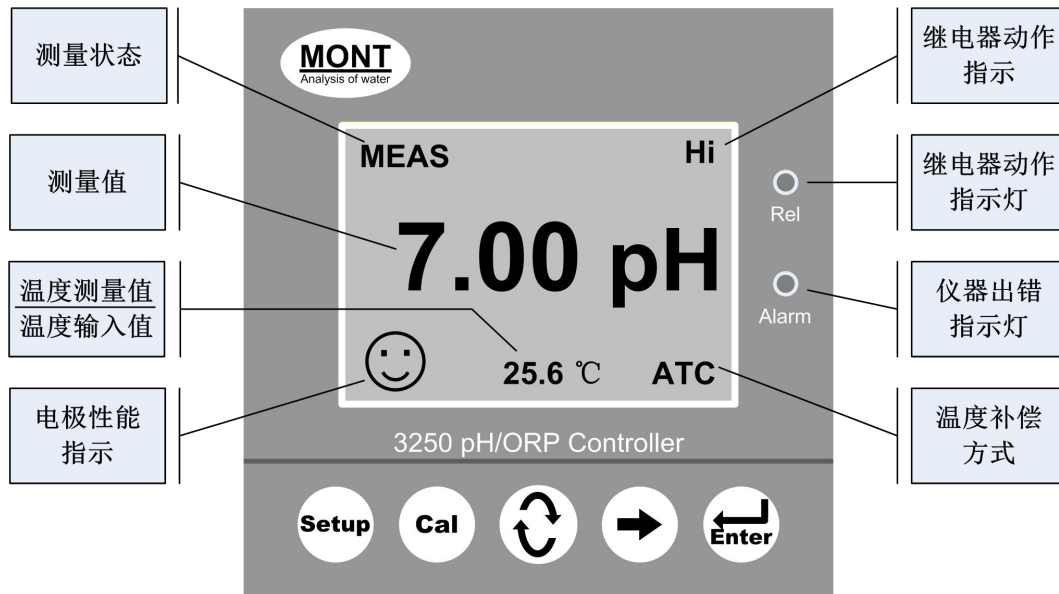 测量状态
测量值
温度测量值
温度输入值
电极性能
指示
MONT
Analysis of water
MEAS
Hi
7.00 pH
25.6 ℃
ATC
Rel
Alarm
3250 pH/ORP Controller
Setup
Cal
Enter
继电器动作
指示
继电器动作
指示灯
仪器出错
指示灯
温度补偿
方式